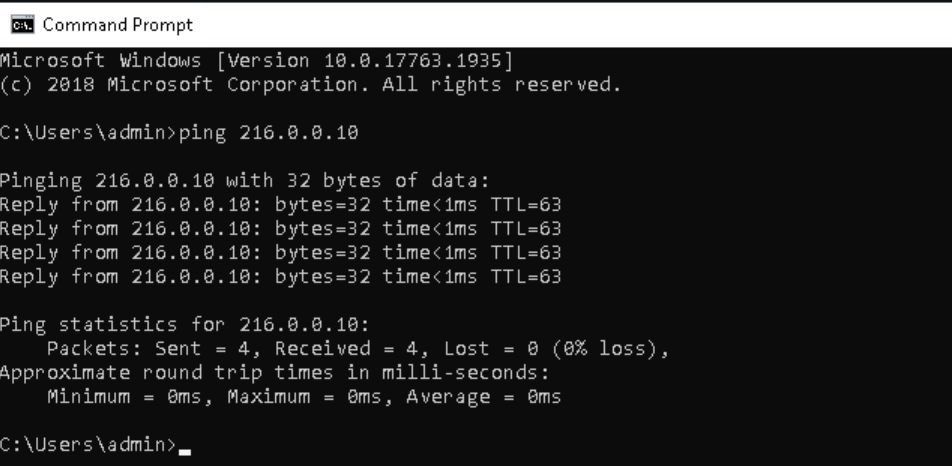 Command Prompt
Microsoft Windows [Version 10.0.17763.1935]
(c) 2018 Microsoft Corporation. All rights reserved.
C:\Users\admin>ping 216.0.0.10
Pinging 216.0.0.10 with 32 bytes of data:
Reply from 216.0.0.10: bytes=32 time<1ms TTL=63
Reply from 216.0.0.10: bytes=32 time<1ms TTL=63
Reply from 216.0.0.10: bytes=32 time<1ms TTL=63
Reply from 216.0.0.10: bytes=32 time<1ms TTL=63
Ping statistics for 216.0.0.10:
    Packets: Sent = 4, Received = 4, Lost = 0 (0% loss),
Approximate round trip times in milli-seconds:
    Minimum = 0ms, Maximum = 0ms, Average = 0ms
C:\Users\admin>